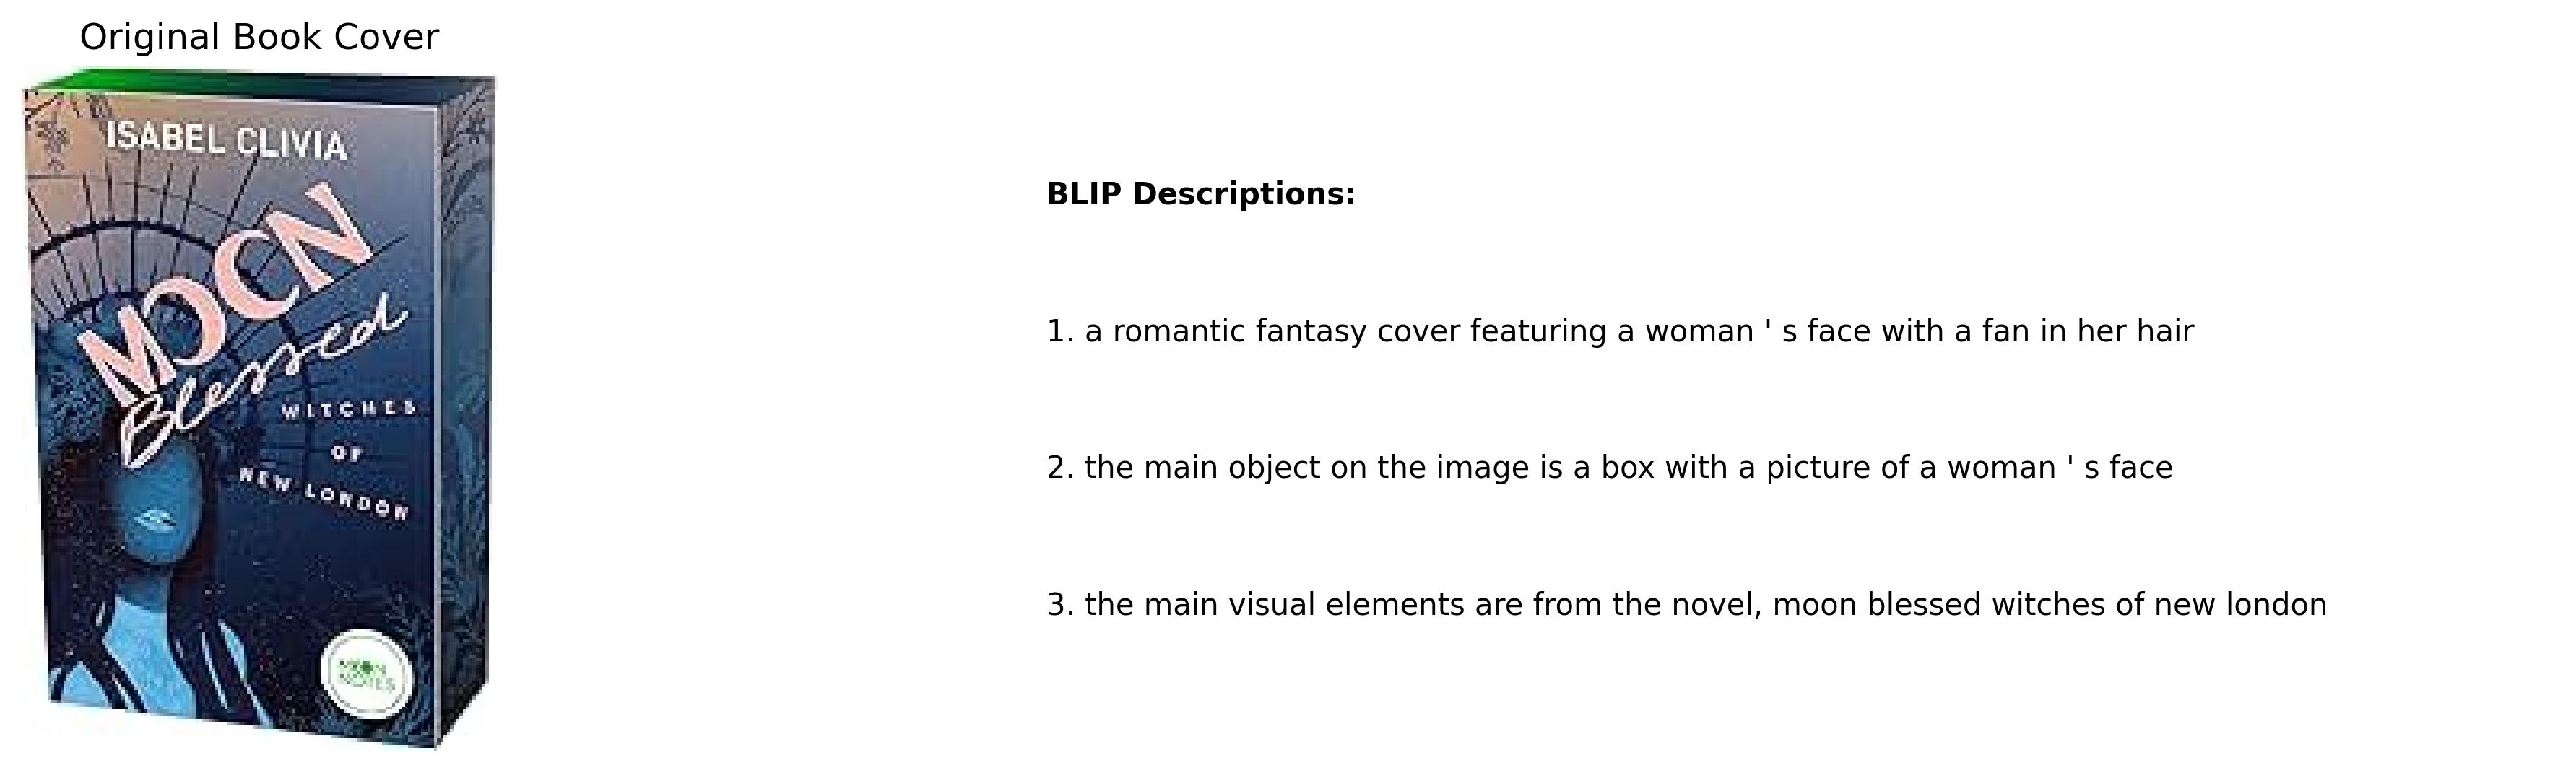 Original Book Cover
ISABEL CLIVIA
MOON
Blessed
WITCHES
OF
NEW LONDON
MOON
NOTES
BLIP Descriptions:
1. a romantic fantasy cover featuring a woman ' s face with a fan in her hair
2. the main object on the image is a box with a picture of a woman ' s face
3. the main visual elements are from the novel, moon blessed witches of new london